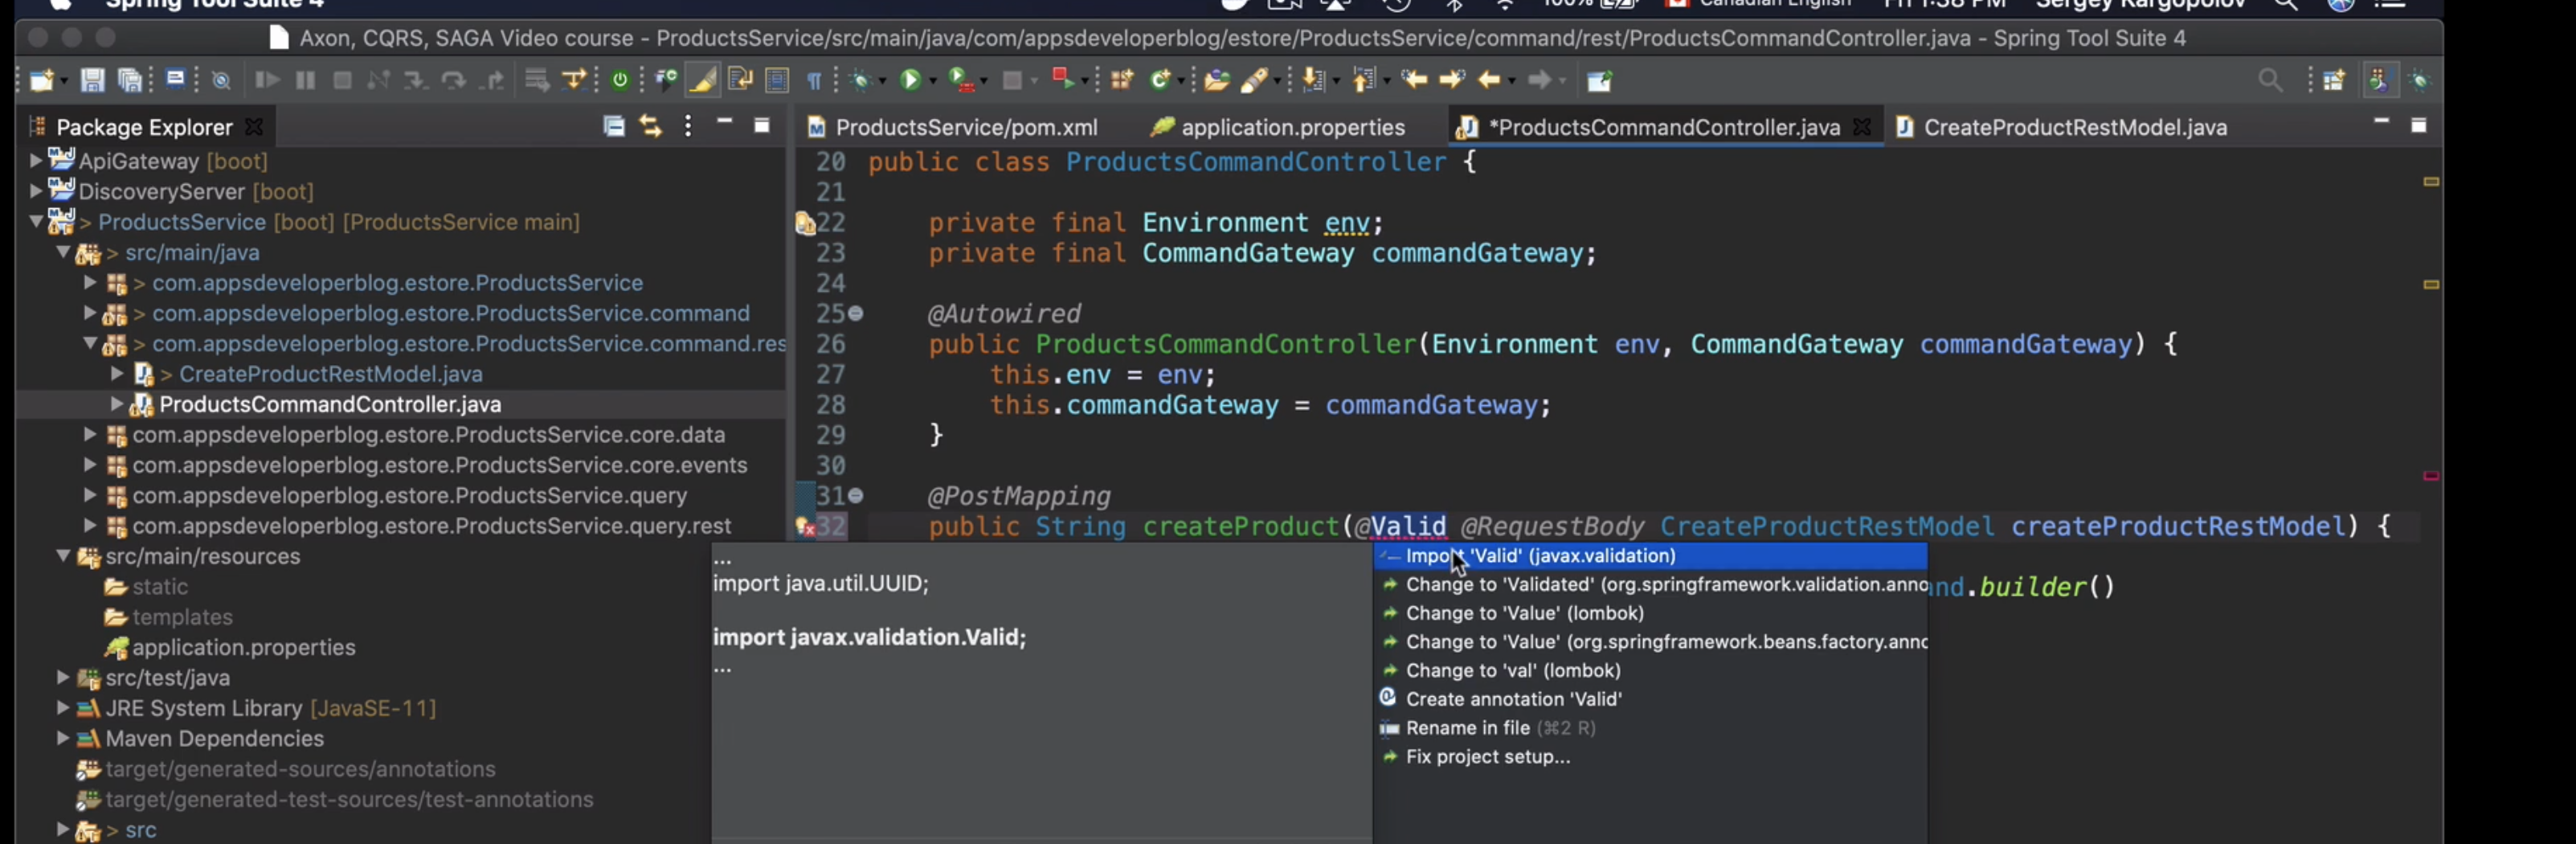 Spring Tool Suite 4
100%
Canadian English
Fri 1:38 PM
Sergey Kargopolov
Axon, CQRS, SAGA Video course - ProductsService/src/main/java/com/appsdeveloperblog/estore/ProductsService/command/rest/ProductsCommandController.java - Spring Tool Suite 4
Package Explorer
ApiGateway [boot]
DiscoveryServer [boot]
> ProductsService [boot] [ProductsService main]
> src/main/java
> com.appsdeveloperblog.estore.ProductsService
> com.appsdeveloperblog.estore.ProductsService.command
> com.appsdeveloperblog.estore.ProductsService.command.res
> CreateProductRestModel.java
ProductsCommandController.java
com.appsdeveloperblog.estore.ProductsService.core.data
com.appsdeveloperblog.estore.ProductsService.core.events
com.appsdeveloperblog.estore.ProductsService.query
com.appsdeveloperblog.estore.ProductsService.query.rest
src/main/resources
static
templates
application.properties
src/test/java
JRE System Library [JavaSE-11]
Maven Dependencies
target/generated-sources/annotations
target/generated-test-sources/test-annotations
> src
ProductsService/pom.xml
application.properties
*ProductsCommandController.java
CreateProductRestModel.java
20 public class ProductsCommandController {
21
22 private final Environment env;
23 private final CommandGateway commandGateway;
24
25 @Autowired
26 public ProductsCommandController(Environment env, CommandGateway commandGateway) {
27 this.env = env;
28 this.commandGateway = commandGateway;
29 }
30
31 @PostMapping
32 public String createProduct(@Valid @RequestBody CreateProductRestModel createProductRestModel) {
nd.builder()
...
import java.util.UUID;
import javax.validation.Valid;
...
Import 'Valid' (javax.validation)
Change to 'Validated' (org.springframework.validation.anno
Change to 'Value' (lombok)
Change to 'Value' (org.springframework.beans.factory.anno
Change to 'val' (lombok)
Create annotation 'Valid'
Rename in file (⌘2 R)
Fix project setup...